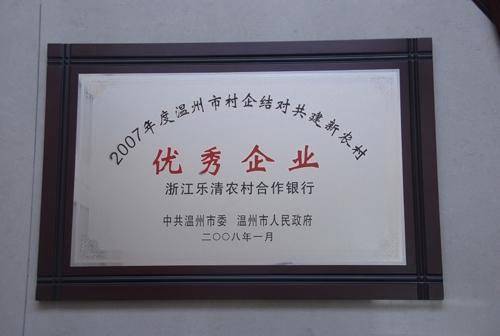 2007年度温州市村企结对共建新农村
优秀企业
浙江乐清农村合作银行
中共温州市委 温州市人民政府
二〇〇八年一月